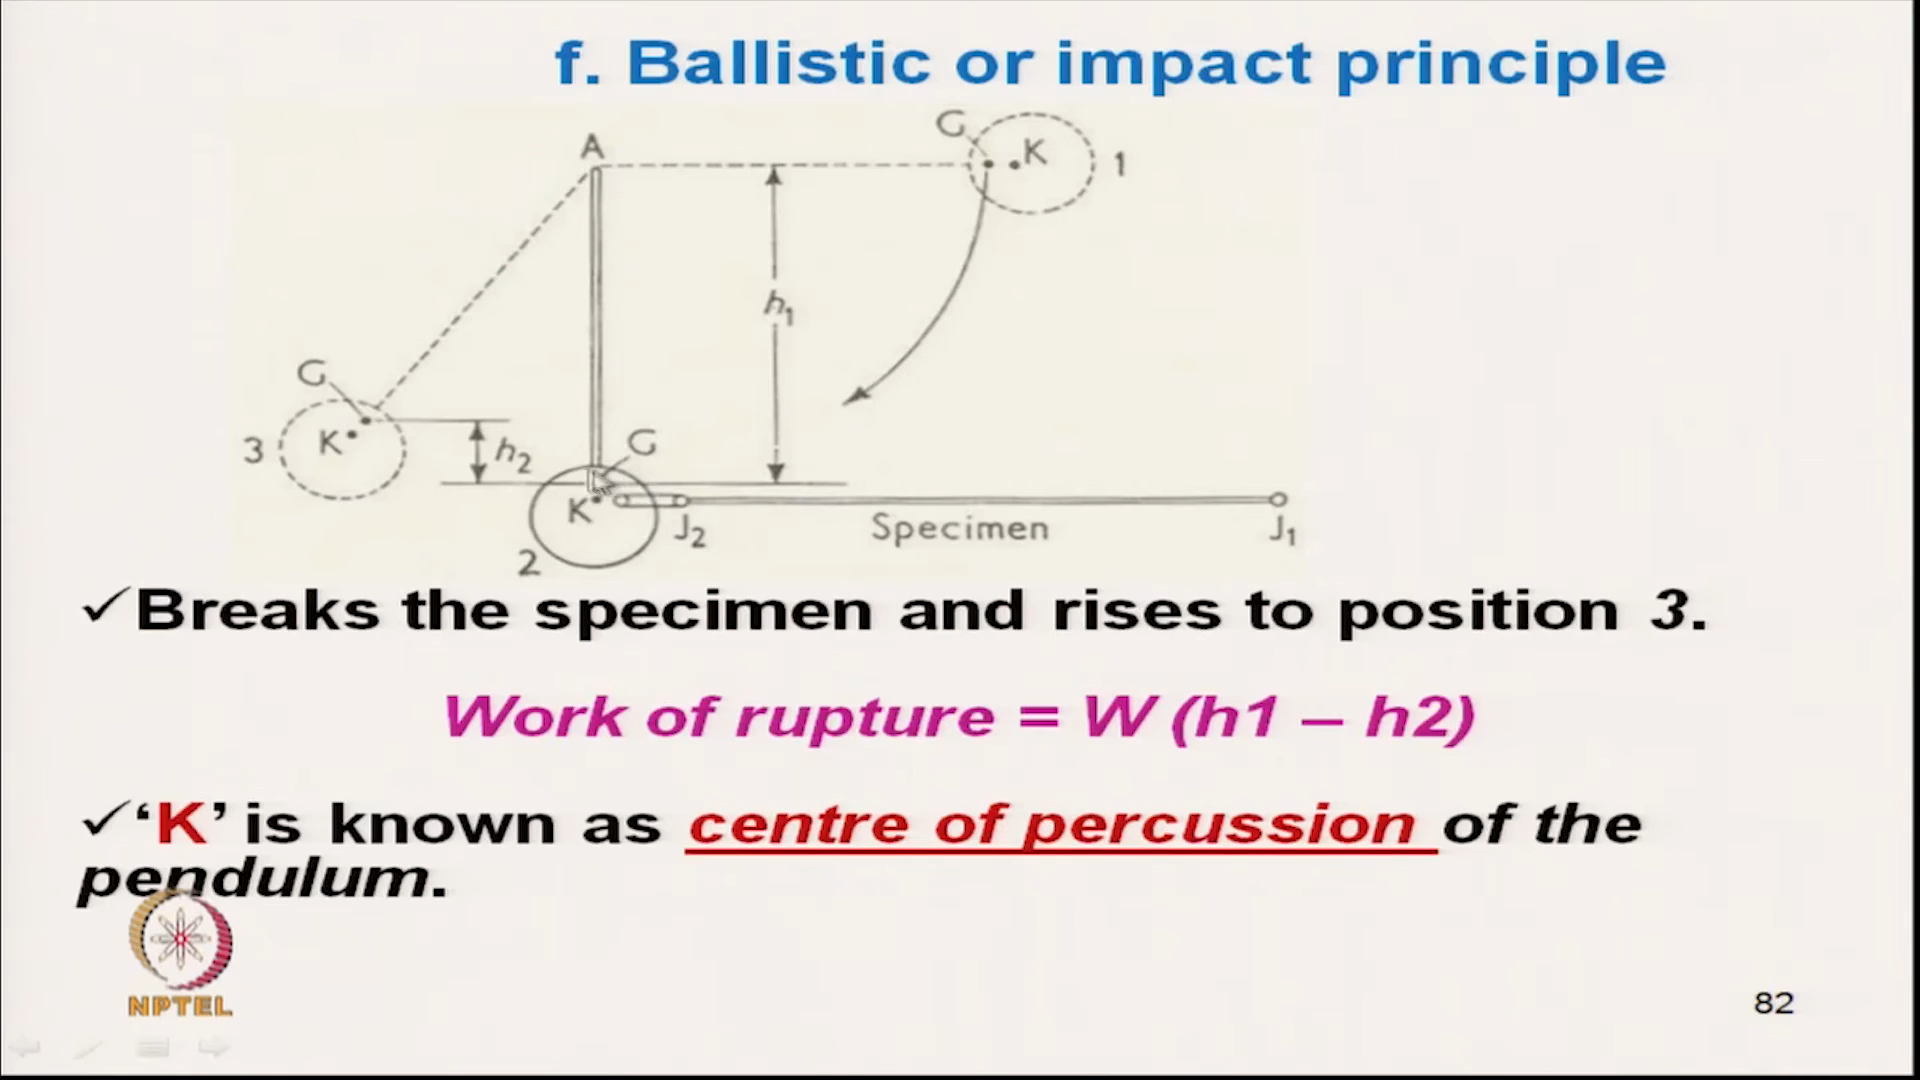 f. Ballistic or impact principle
A
G
K
1
h1
G
K
3
h2
G
K
J2
Specimen
J1
2
✓Breaks the specimen and rises to position 3.
Work of rupture = W (h1 – h2)
✓‘K’ is known as centre of percussion of the
pendulum.
NPTEL
82